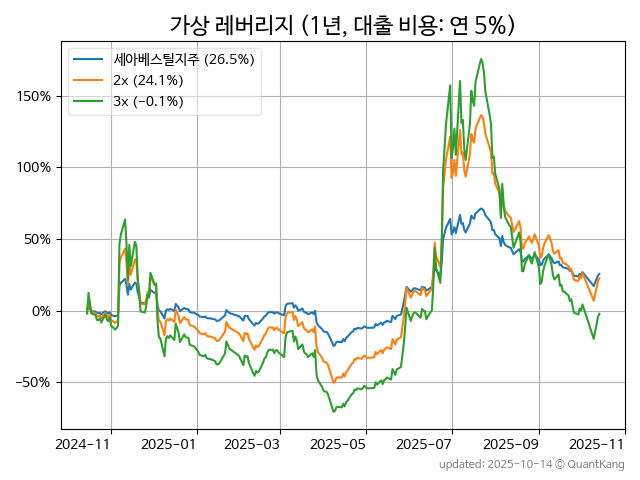 가상 레버리지 (1년, 대출 비용: 연 5%)
세아베스틸지주 (26.5%)
2x (24.1%)
3x (−0.1%)
150%
100%
50%
0%
−50%
2024-11 2025-01 2025-03 2025-05 2025-07 2025-09 2025-11
updated: 2025-10-14 © QuantKang